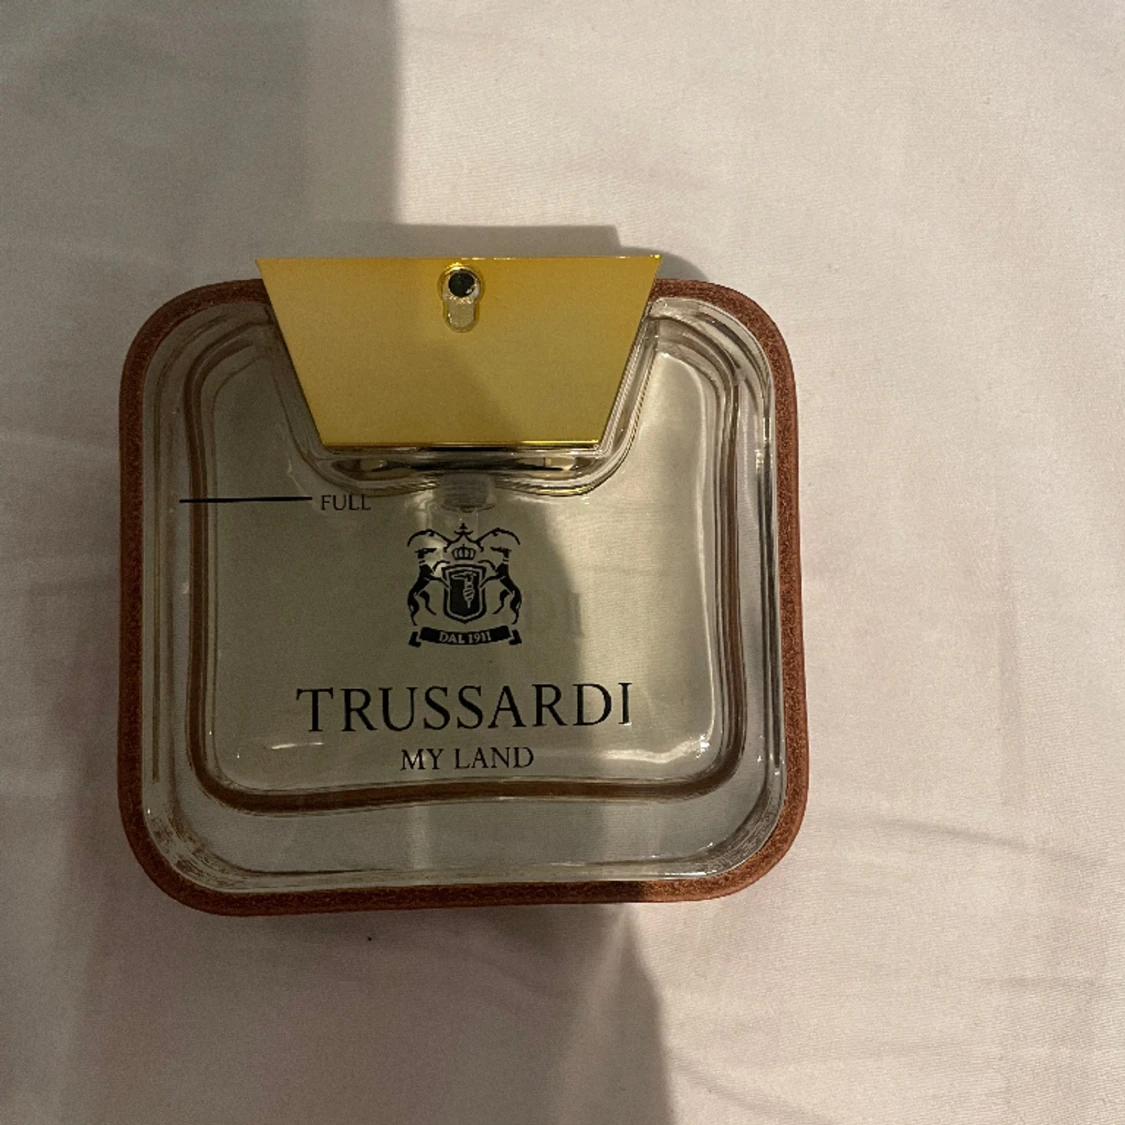 FULL
DAL 1911
TRUSSARDI
MY LAND